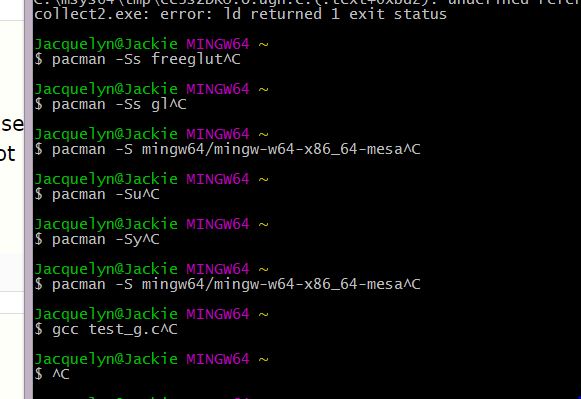 collect2.exe: error: ld returned 1 exit status
Jacquelyn@Jackie MINGW64 ~
$ pacman -Ss freeglut^C
Jacquelyn@Jackie MINGW64 ~
$ pacman -Ss gl^C
Jacquelyn@Jackie MINGW64 ~
$ pacman -S mingw64/mingw-w64-x86_64-mesa^C
Jacquelyn@Jackie MINGW64 ~
$ pacman -Su^C
Jacquelyn@Jackie MINGW64 ~
$ pacman -Sy^C
Jacquelyn@Jackie MINGW64 ~
$ pacman -S mingw64/mingw-w64-x86_64-mesa^C
Jacquelyn@Jackie MINGW64 ~
$ gcc test_g.c^C
Jacquelyn@Jackie MINGW64 ~
$ ^C
se
ot